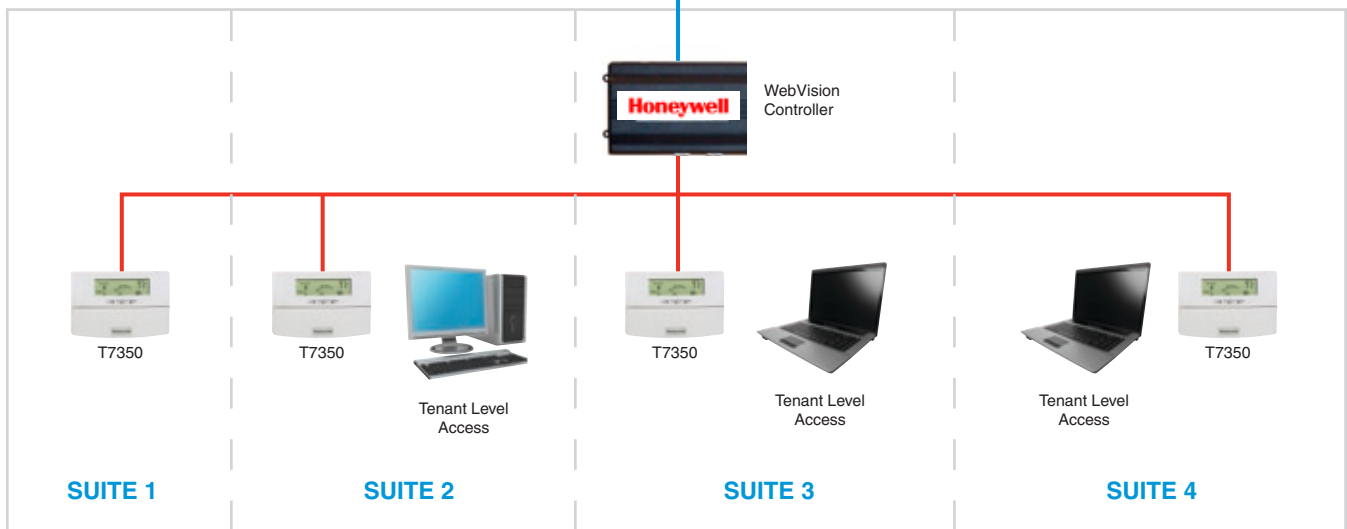 Honeywell
WebVision
Controller
T7350
T7350
T7350
T7350
Tenant Level
Access
Tenant Level
Access
Tenant Level
Access
SUITE 1
SUITE 2
SUITE 3
SUITE 4